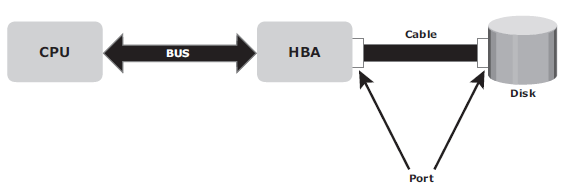 CPU
BUS
HBA
Cable
Disk
Port